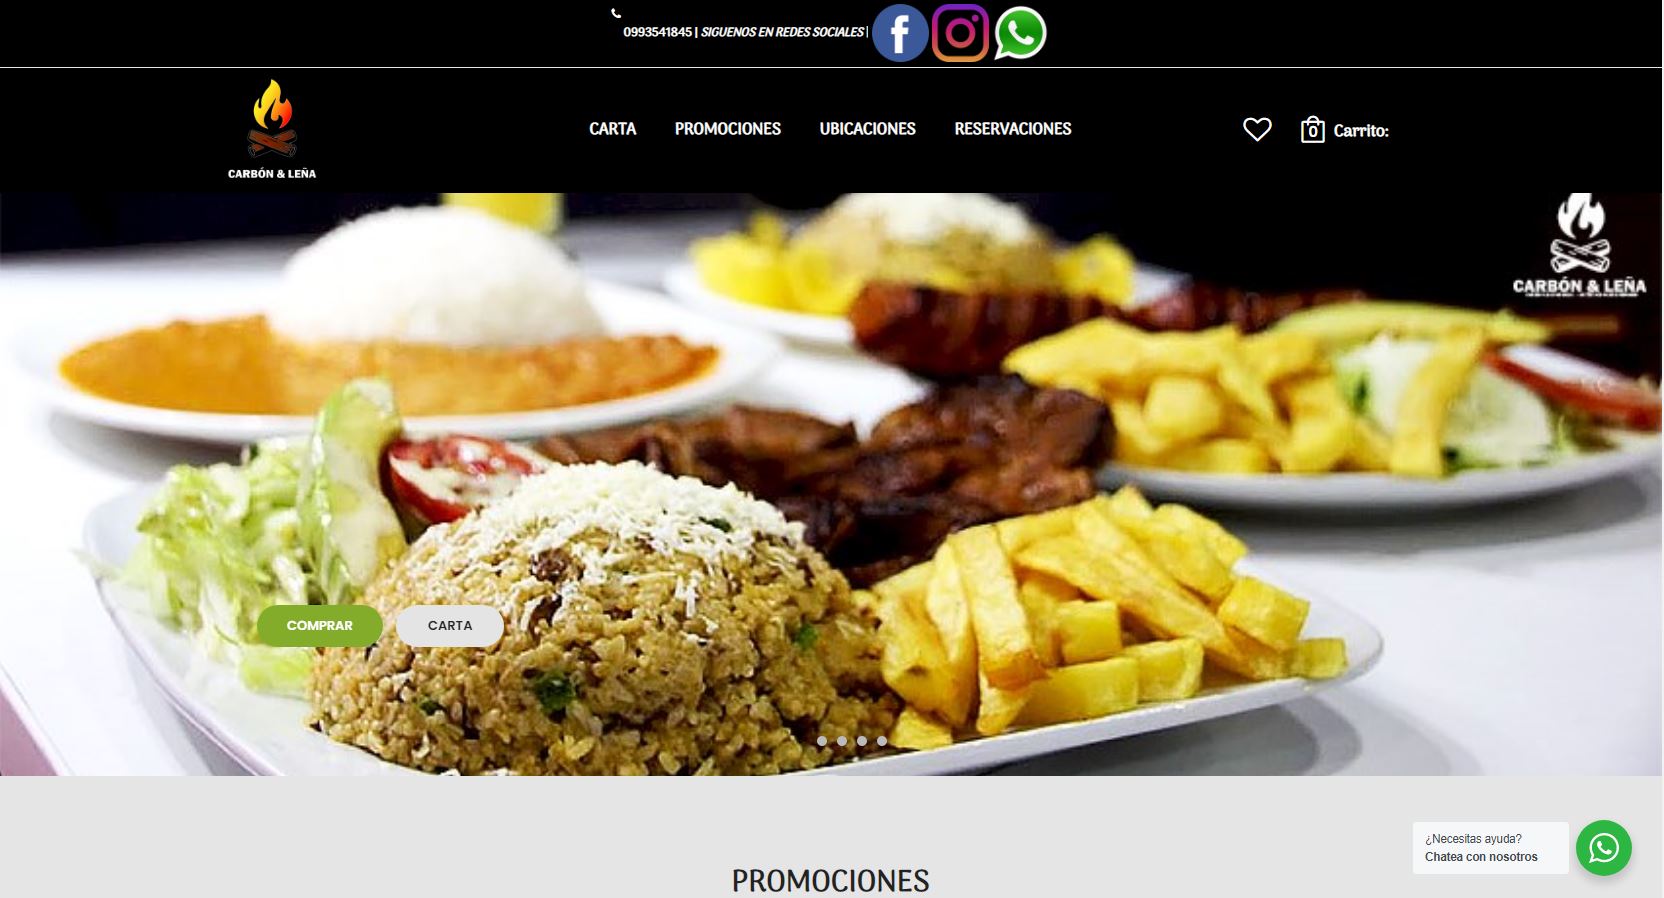 0993541845 | SIGUENOS EN REDES SOCIALES |
CARBÓN & LEÑA
CARTA
PROMOCIONES
UBICACIONES
RESERVACIONES
0
Carrito:
CARBÓN & LEÑA
COMPRAR
CARTA
PROMOCIONES
¿Necesitas ayuda?
Chatea con nosotros